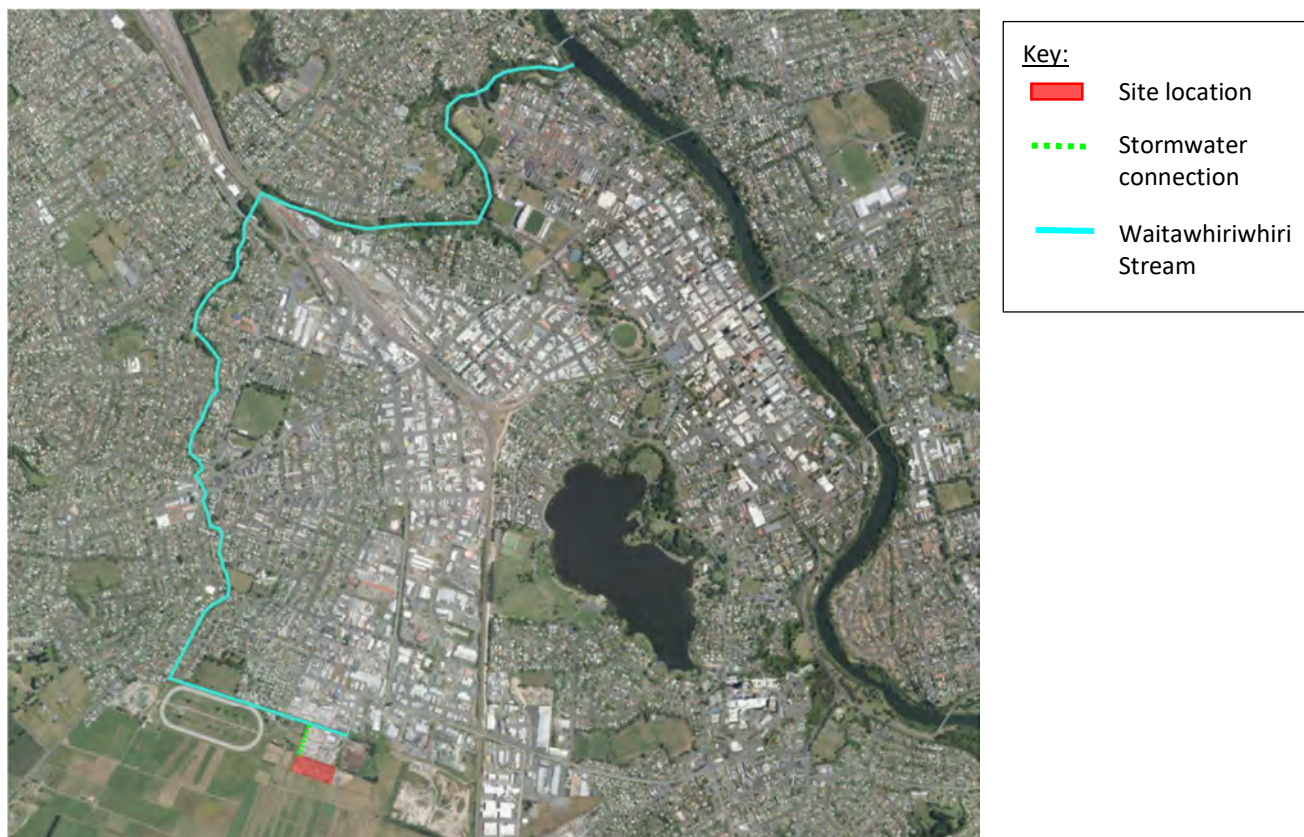 Key:
Site location
Stormwater
connection
Waitawhiriwhiri
Stream